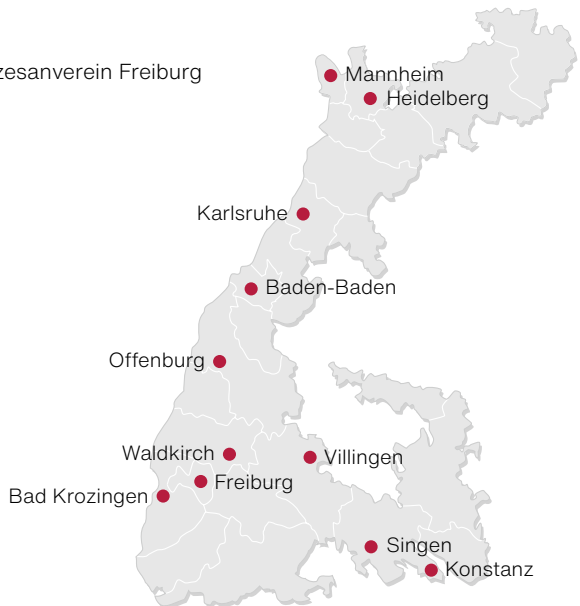 zesanverein Freiburg
Mannheim
Heidelberg
Karlsruhe
Baden-Baden
Offenburg
Waldkirch
Villingen
Freiburg
Bad Krozingen
Singen
Konstanz